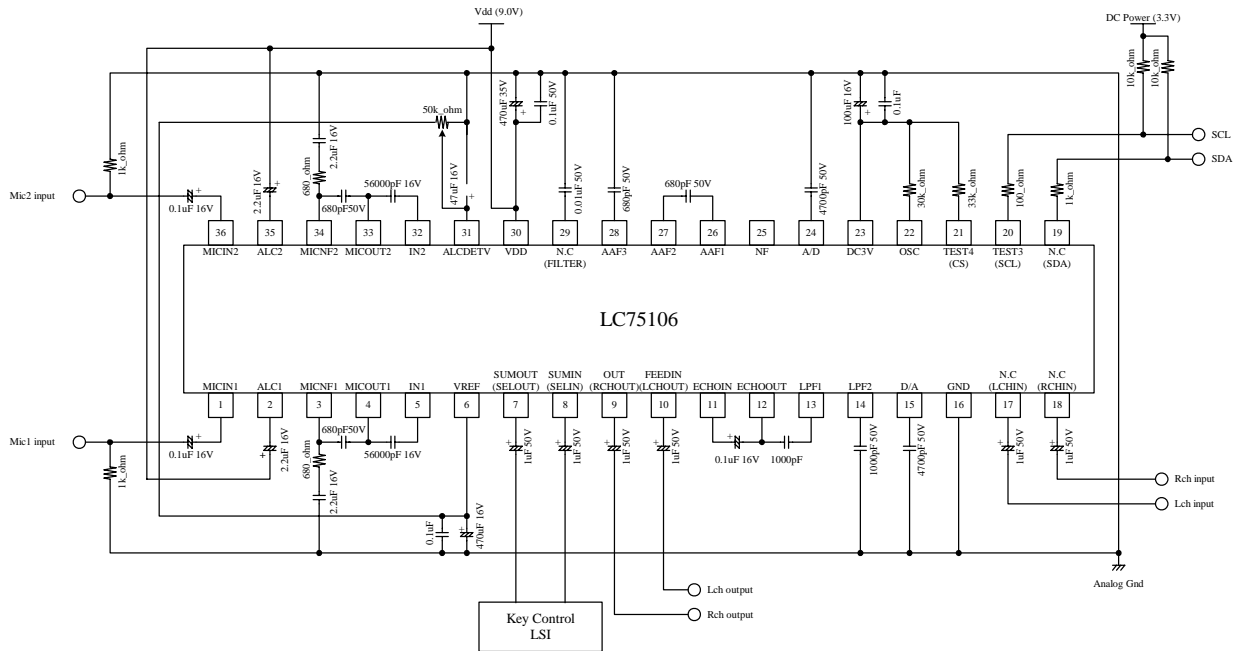 Vdd (9.0V)
DC Power (3.3V)
10k_ohm
10k_ohm
SCL
SDA
50k_ohm
470uF 35V
+
0.1uF 50V
100uF 16V
+
0.1uF
1k_ohm
Mic2 input
+
0.1uF 16V
2.2uF 16V
+
2.2uF 16V
680_ohm
680pF50V
56000pF 16V
47uF 16V
+
0.01uF 50V
680pF 50V
680pF 50V
4700pF 50V
30k_ohm
33k_ohm
100_ohm
1k_ohm
36
35
34
33
32
31
30
29
28
27
26
25
24
23
22
21
20
19
MICIN2
ALC2
MICNF2
MICOUT2
IN2
ALCDETV
VDD
N.C
(FILTER)
AAF3
AAF2
AAF1
NF
A/D
DC3V
OSC
TEST4
(CS)
TEST3
(SCL)
N.C
(SDA)
LC75106
MICIN1
ALC1
MICNF1
MICOUT1
IN1
VREF
SUMOUT
(SELOUT)
SUMIN
(SELIN)
OUT
(RCHOUT)
FEEDIN
(LCHOUT)
ECHOIN
ECHOOUT
LPF1
LPF2
D/A
GND
N.C
(LCHIN)
N.C
(RCHIN)
1
2
3
4
5
6
7
8
9
10
11
12
13
14
15
16
17
18
Mic1 input
+
0.1uF 16V
1k_ohm
+
2.2uF 16V
680_ohm
680pF50V
56000pF 16V
2.2uF 16V
0.1uF
+
470uF 16V
+
1uF 50V
+
1uF 50V
+
1uF 50V
+
1uF 50V
+
0.1uF 16V
1000pF
1000pF 50V
4700pF 50V
+
1uF 50V
+
1uF 50V
Rch input
Lch input
Analog Gnd
Lch output
Rch output
Key Control
LSI